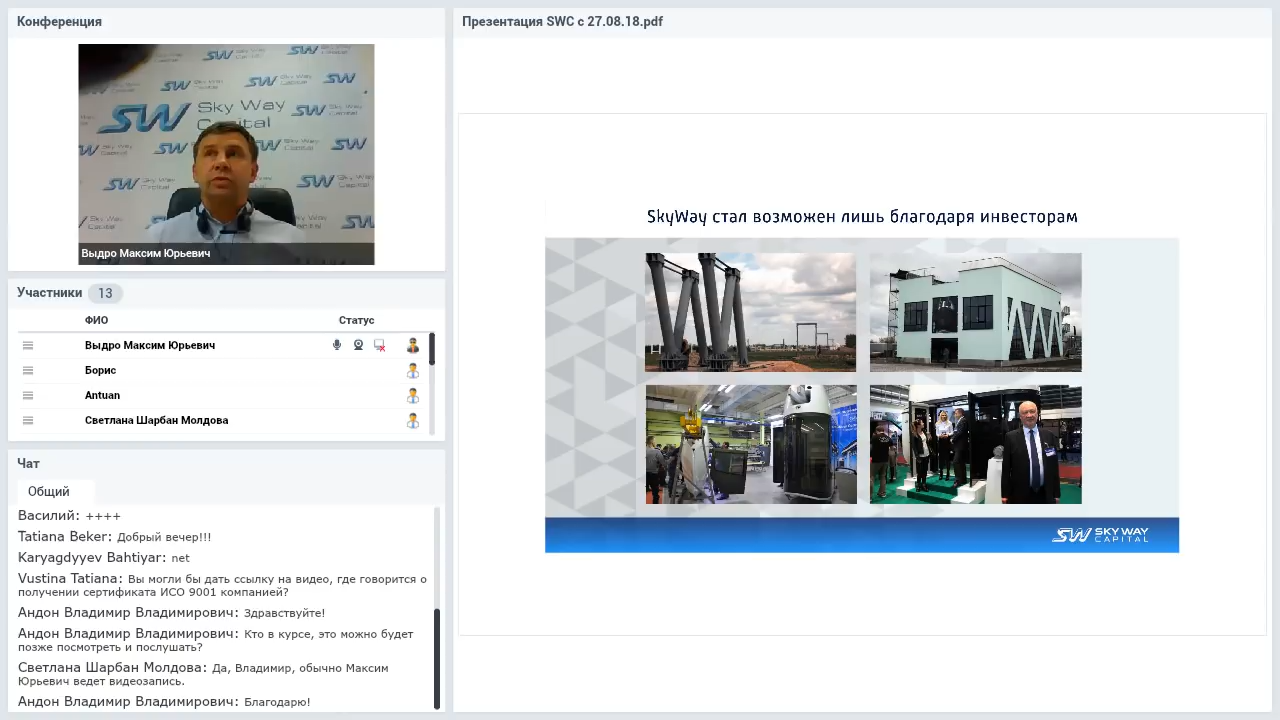 Конференция
SW
Sky Way
Capital
Выдро Максим Юрьевич
Участники 13
ФИО Статус
Выдро Максим Юрьевич
Борис
Antuan
Светлана Шарбан Молдова
Чат
Общий
Василий: ++++
Tatiana Beker: Добрый вечер!!!
Karyagdyyev Bahtiyar: net
Vustina Tatiana: Вы могли бы дать ссылку на видео, где говорится о
получении сертификата ИСО 9001 компанией?
Андон Владимир Владимирович: Здравствуйте!
Андон Владимир Владимирович: Кто в курсе, это можно будет
позже посмотреть и послушать?
Светлана Шарбан Молдова: Да, Владимир, обычно Максим
Юрьевич ведет видеозапись.
Андон Владимир Владимирович: Благодарю!
Презентация SWC с 27.08.18.pdf
SkyWay стал возможен лишь благодаря инвесторам
SW SKY WAY
CAPITAL